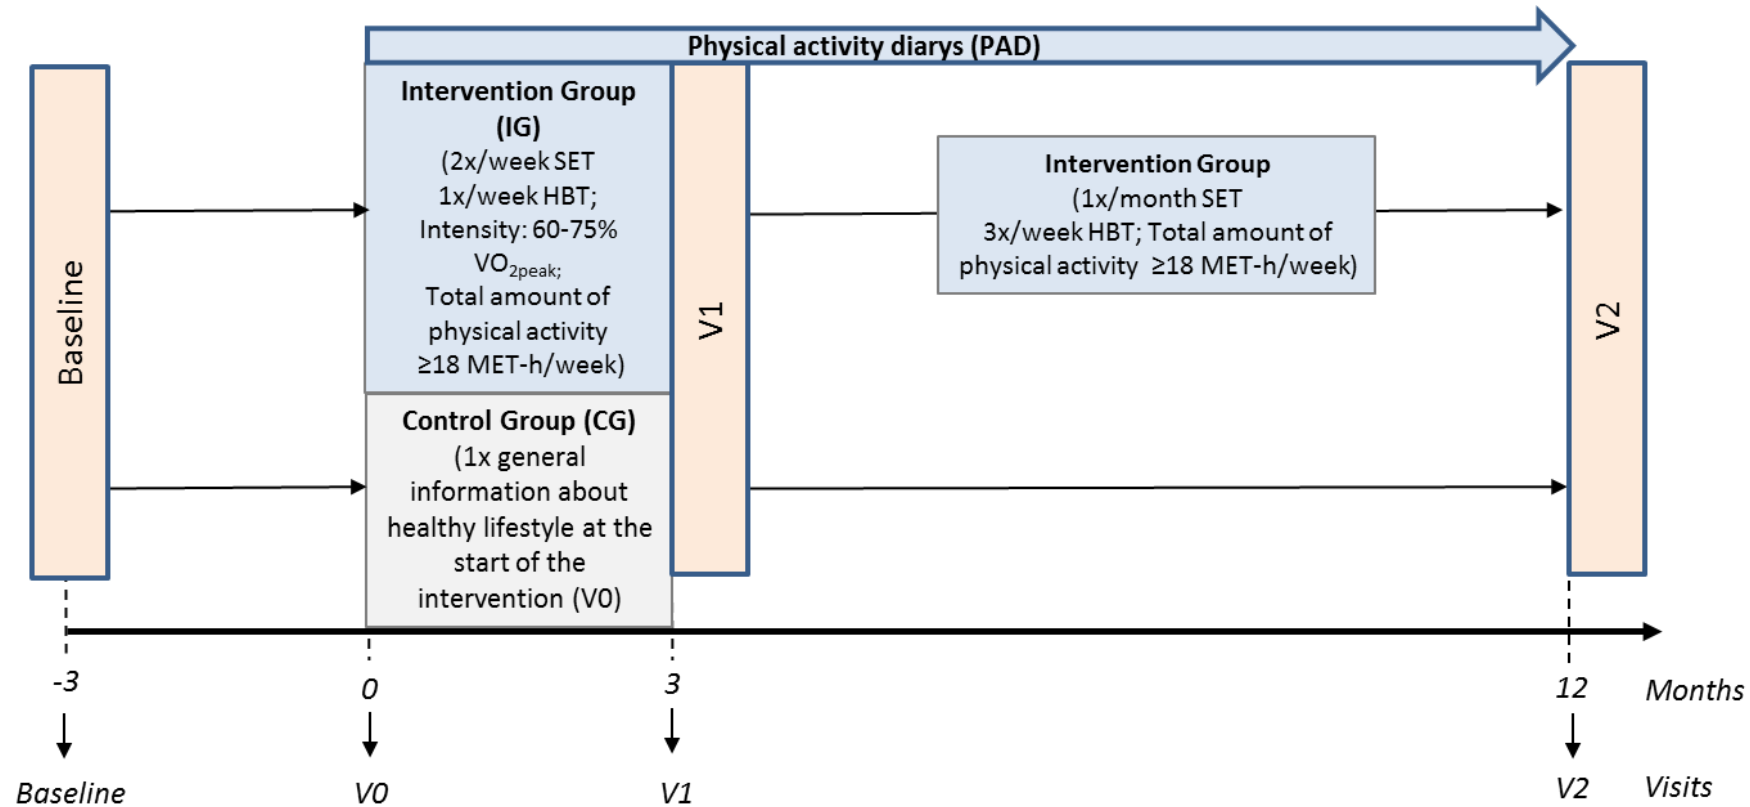 Physical activity diarys (PAD)
Baseline
Intervention Group
(IG)
(2x/week SET
1x/week HBT;
Intensity: 60-75%
VO2peak;
Total amount of
physical activity
≥18 MET-h/week)
Control Group (CG)
(1x general
information about
healthy lifestyle at the
start of the
intervention (V0)
V1
Intervention Group
(1x/month SET
3x/week HBT; Total amount of
physical activity ≥18 MET-h/week)
V2
-3 0 3 12 Months
Baseline V0 V1 V2 Visits